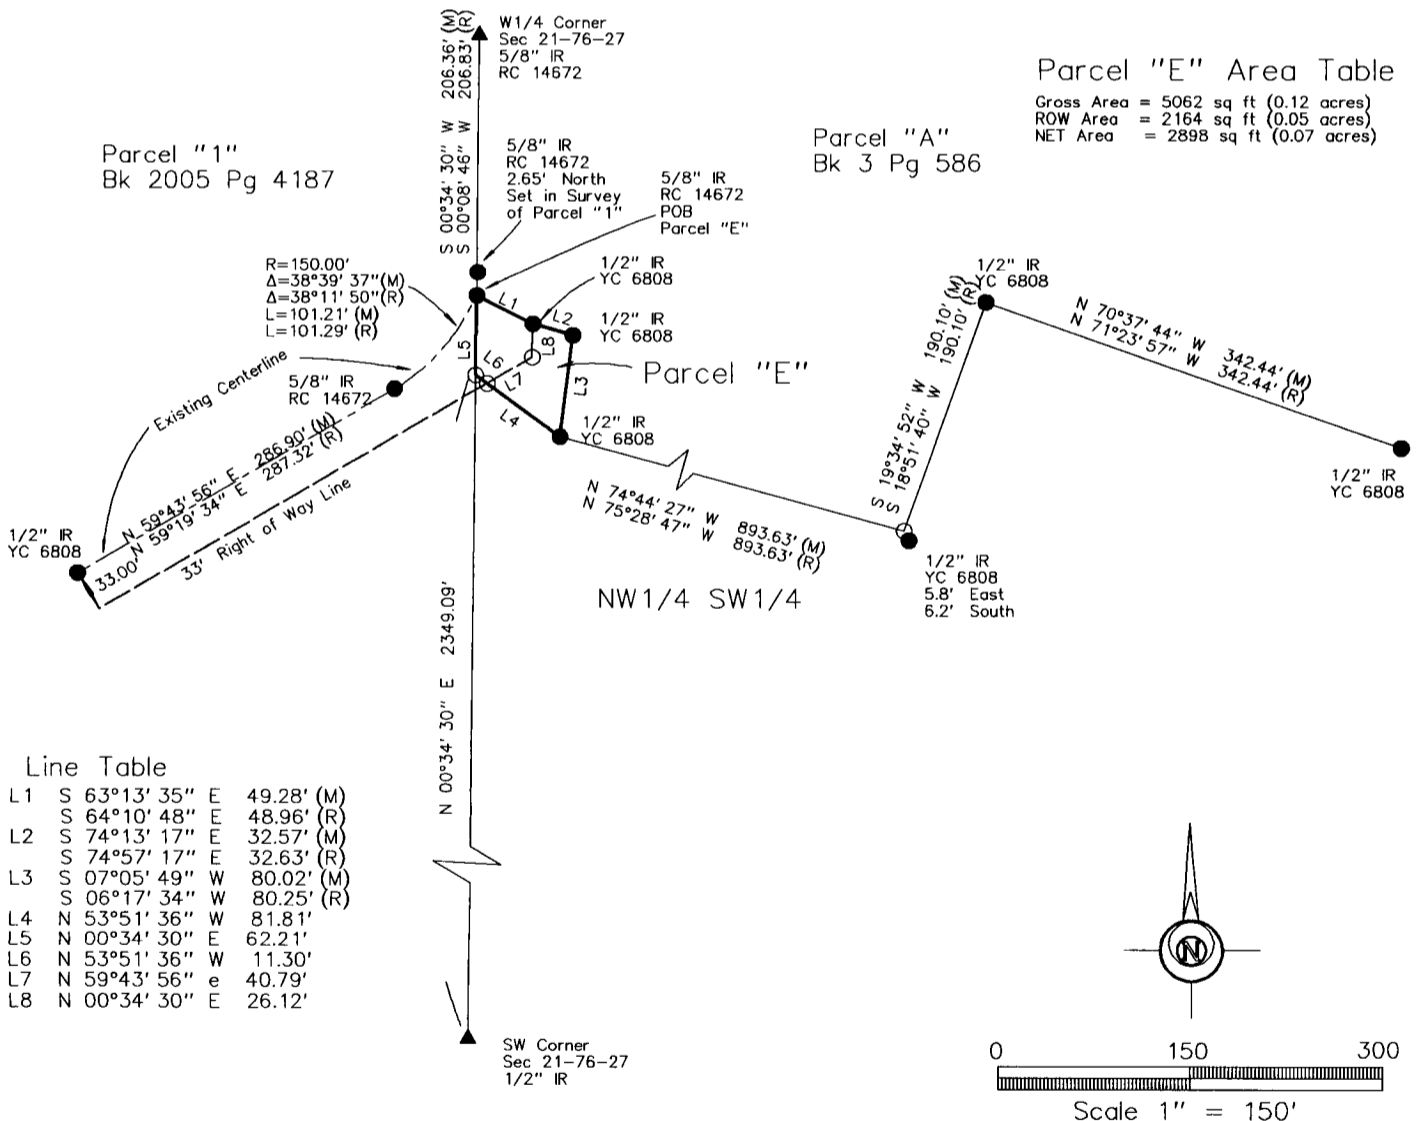 S 00°34' 30" W 206.36' (M)
S 00°08' 46" W 206.83' (R)
W1/4 Corner
Sec 21-76-27
5/8" IR
RC 14672
Parcel "E" Area Table
Gross Area = 5062 sq ft (0.12 acres)
ROW Area = 2164 sq ft (0.05 acres)
NET Area = 2898 sq ft (0.07 acres)
Parcel "1"
Bk 2005 Pg 4187
Parcel "A"
Bk 3 Pg 586
5/8" IR
RC 14672
2.65' North
Set in Survey
of Parcel "1"
5/8" IR
RC 14672
POB
Parcel "E"
R=150.00'
Δ=38°39' 37"(M)
Δ=38°11' 50"(R)
L=101.21' (M)
L=101.29' (R)
1/2" IR
YC 6808
1/2" IR
YC 6808
1/2" IR
YC 6808
L1
L2
L8
L5
L6
L7
L3
L4
Parcel "E"
Existing Centerline
5/8" IR
RC 14672
N 59°43' 56" E 286.90' (M)
N 59°19' 34" E 287.32' (R)
33' Right of Way Line
33.00'
1/2" IR
YC 6808
1/2" IR
YC 6808
S 19°34' 52" W 190.10' (M)
S 18°51' 40" W 190.10' (R)
N 70°37' 44" W 342.44' (M)
N 71°23' 57" W 342.44' (R)
1/2" IR
YC 6808
N 74°44' 27" W 893.63' (M)
N 75°28' 47" W 893.63' (R)
1/2" IR
YC 6808
5.8' East
6.2' South
NW1/4 SW1/4
N 00°34' 30" E 2349.09'
Line Table
L1 S 63°13' 35" E 49.28' (M)
S 64°10' 48" E 48.96' (R)
L2 S 74°13' 17" E 32.57' (M)
S 74°57' 17" E 32.63' (R)
L3 S 07°05' 49" W 80.02' (M)
S 06°17' 34" W 80.25' (R)
L4 N 53°51' 36" W 81.81'
L5 N 00°34' 30" E 62.21'
L6 N 53°51' 36" W 11.30'
L7 N 59°43' 56" e 40.79'
L8 N 00°34' 30" E 26.12'
N
SW Corner
Sec 21-76-27
1/2" IR
0 150 300
Scale 1" = 150'